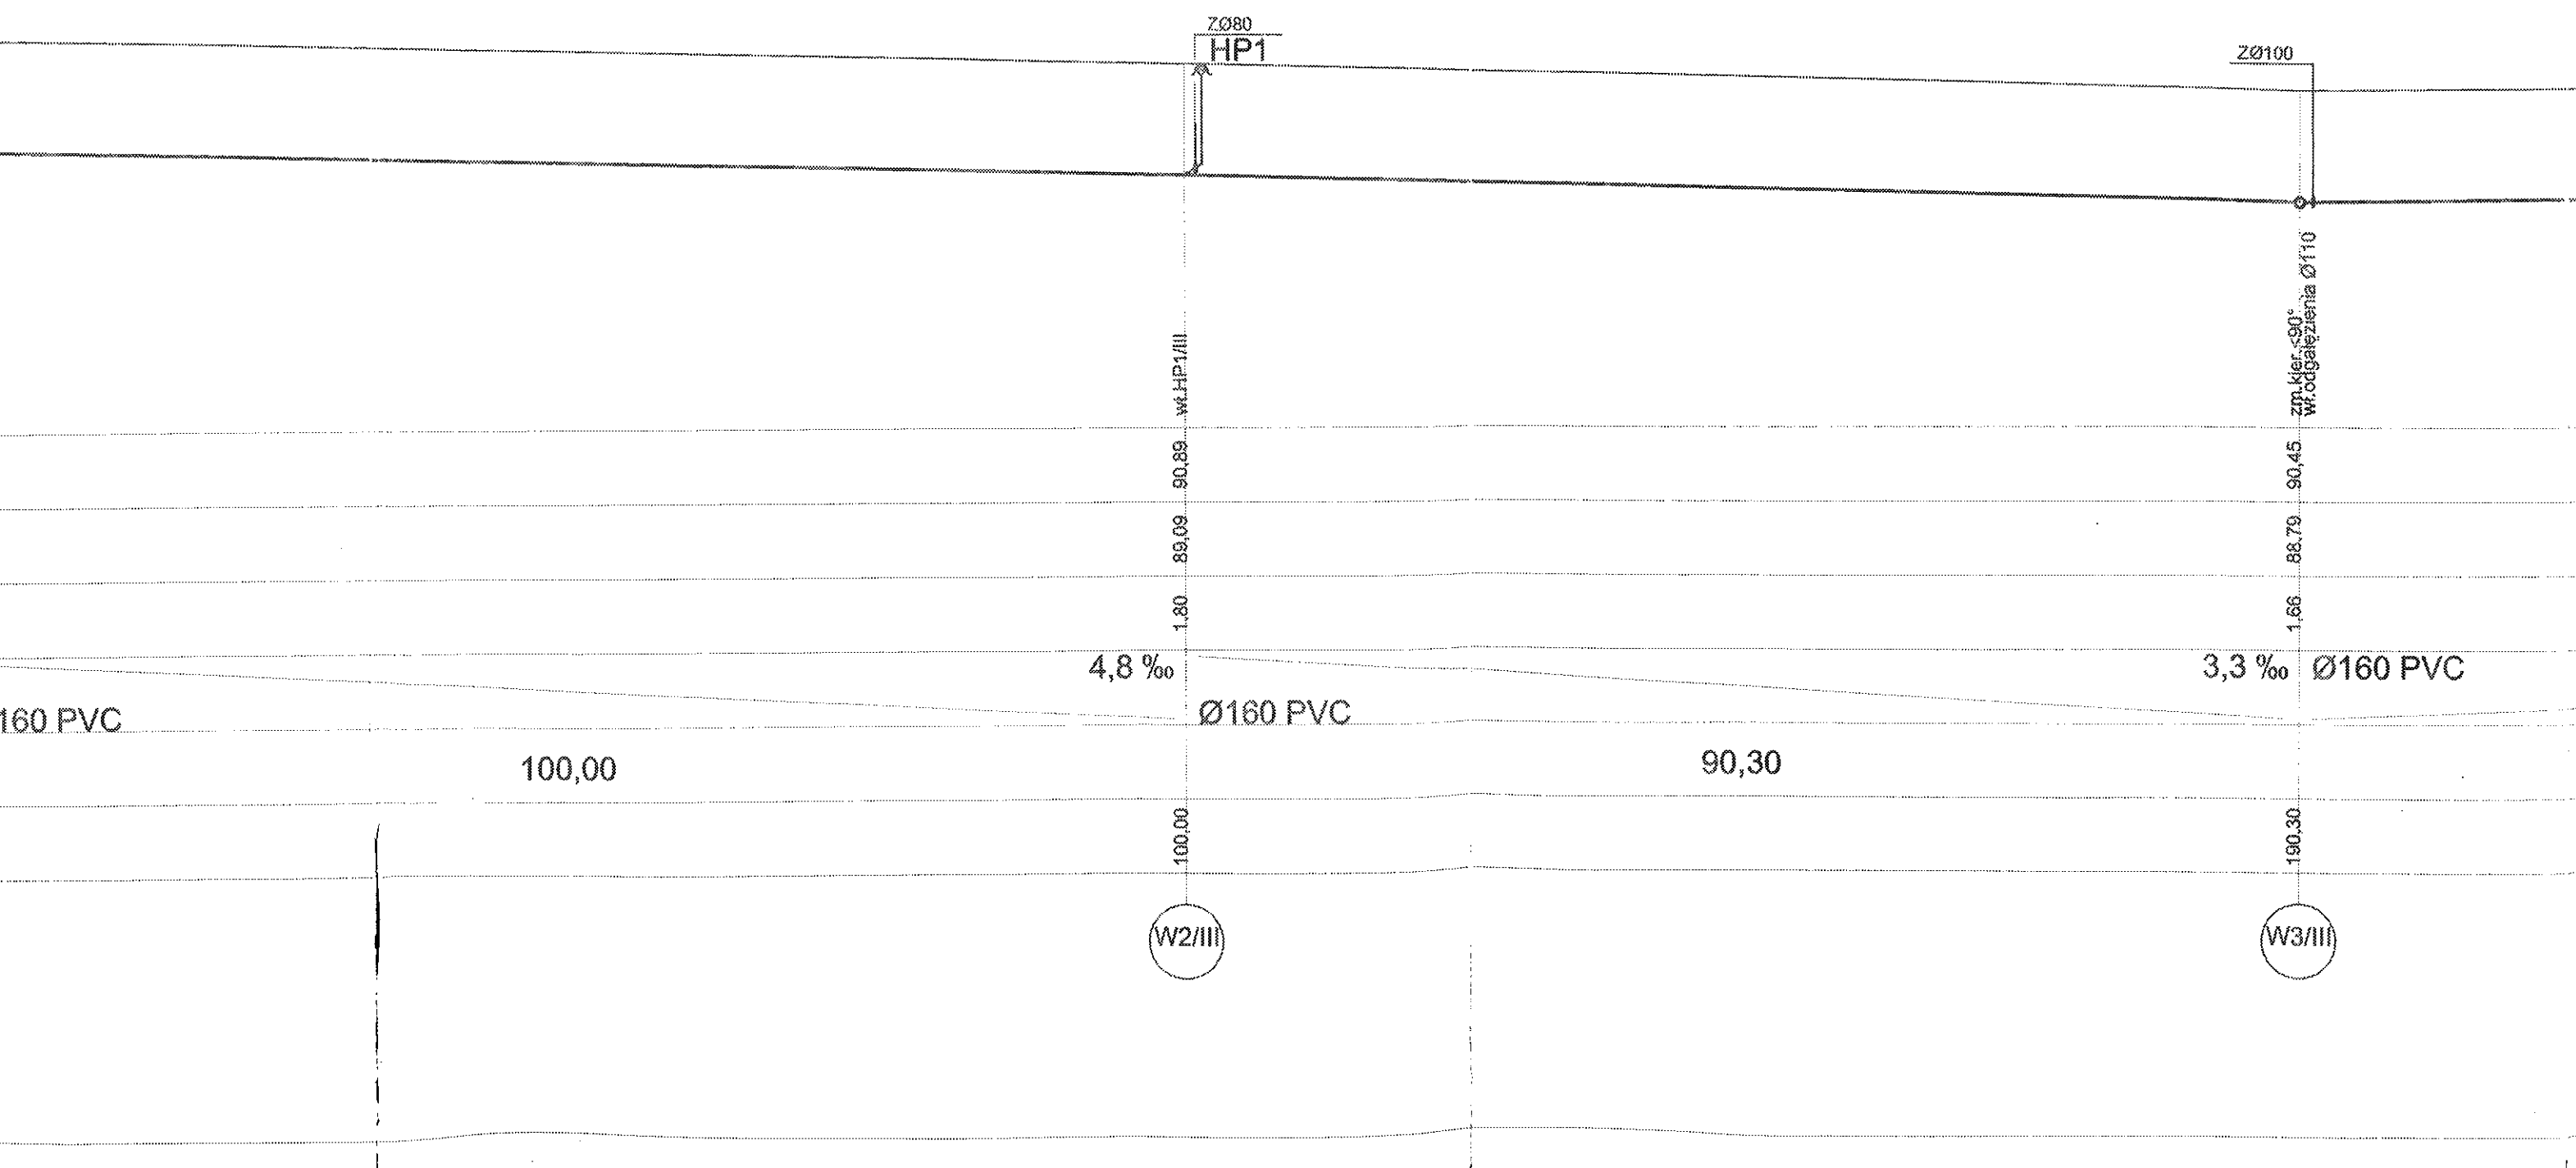 ZØ80
HP1
ZØ100
wł.HP1/III
zm.kier.<90°
wł.odgałęzienia Ø110
90,89
90,45
89,09
88,79
1,80
1,66
4,8 ‰
3,3 ‰
Ø160 PVC
160 PVC
Ø160 PVC
100,00
90,30
100,00
190,30
W2/III
W3/III